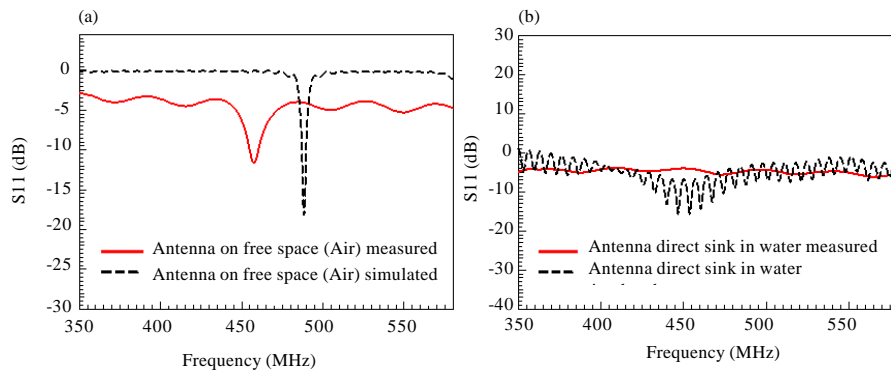 (a)
0
-5
-10
-15
-20
-25
-30
S11 (dB)
350
400
450
500
550
Frequency (MHz)
Antenna on free space (Air) measured
Antenna on free space (Air) simulated
(b)
30
20
10
0
-10
-20
-30
-40
S11 (dB)
350
400
450
500
550
Frequency (MHz)
Antenna direct sink in water measured
Antenna direct sink in water